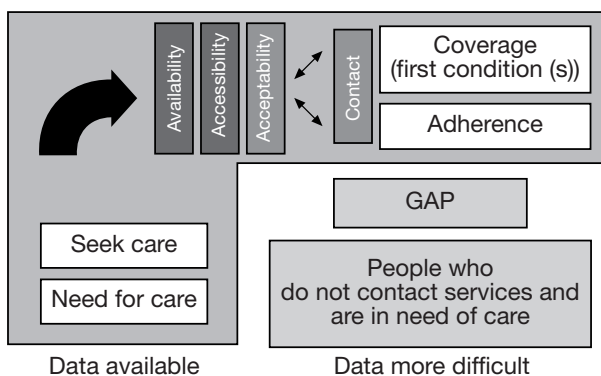 Availability
Accessibility
Acceptability
Contact
Coverage
(first condition (s))
Adherence
GAP
Seek care
Need for care
People who
do not contact services and
are in need of care
Data available
Data more difficult